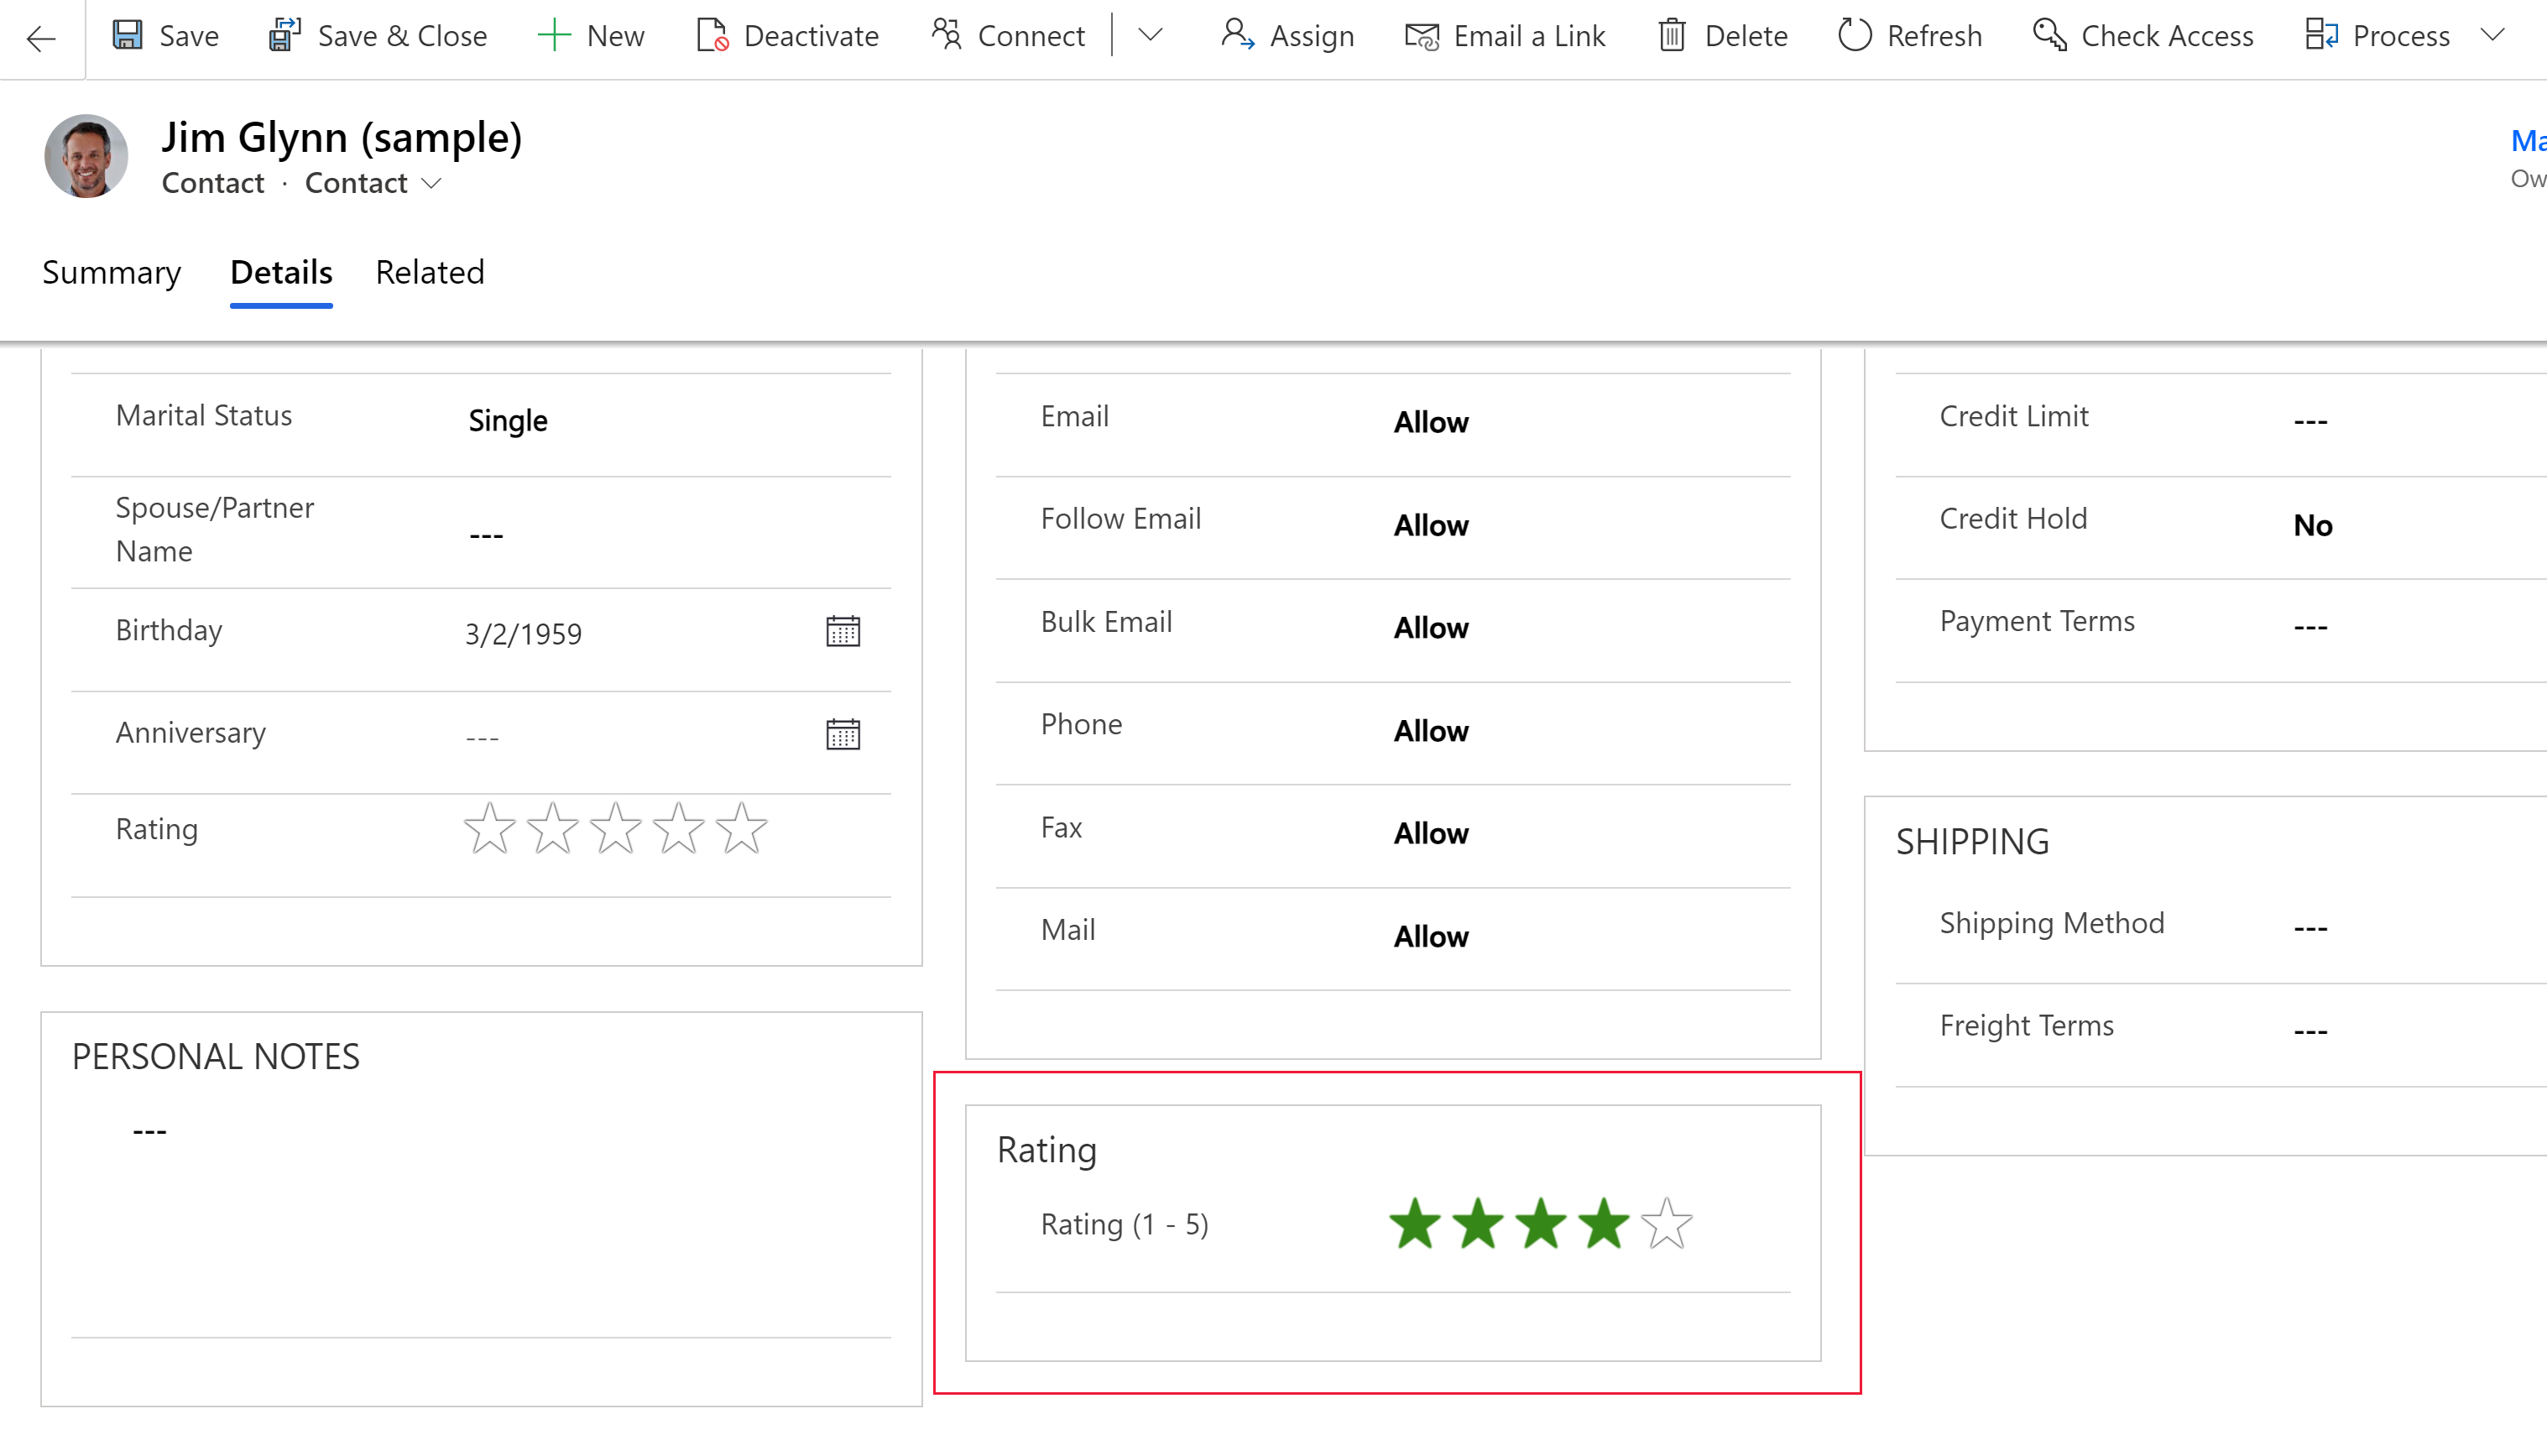 Save Save & Close New Deactivate Connect Assign Email a Link Delete Refresh Check Access Process
Jim Glynn (sample)
Contact · Contact
Ma
Ow
Summary Details Related
Marital Status Single
Spouse/Partner
Name
---
Birthday 3/2/1959
Anniversary ---
Rating
PERSONAL NOTES
---
Email Allow
Follow Email Allow
Bulk Email Allow
Phone Allow
Fax Allow
Mail Allow
Rating
Rating (1 - 5)
Credit Limit ---
Credit Hold No
Payment Terms ---
SHIPPING
Shipping Method ---
Freight Terms ---